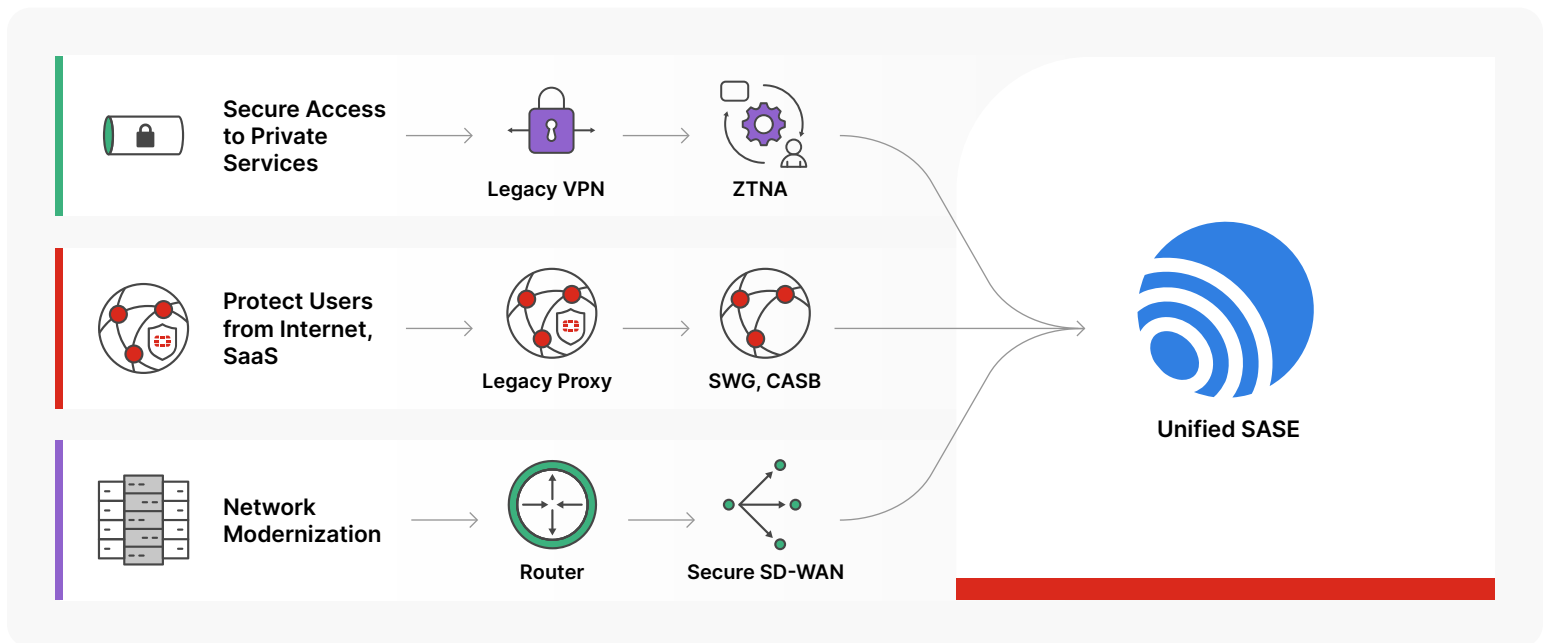 Secure Access
to Private
Services
Legacy VPN
ZTNA
Protect Users
from Internet,
SaaS
Legacy Proxy
SWG, CASB
Network
Modernization
Router
Secure SD-WAN
Unified SASE